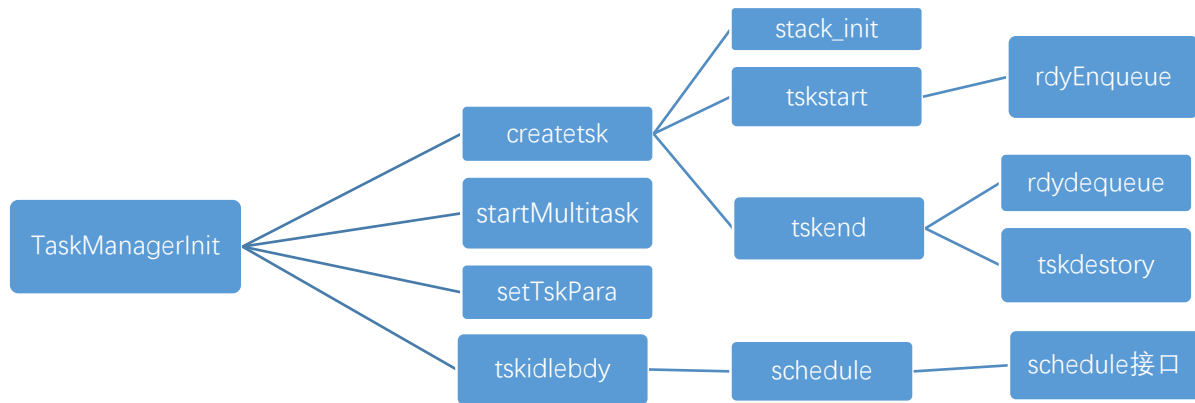 TaskManagerInit
createtsk
startMultitask
setTskPara
tskidlebdy
stack_init
tskstart
tskend
schedule
rdyEnqueue
rdydequeue
tskdestory
schedule接口